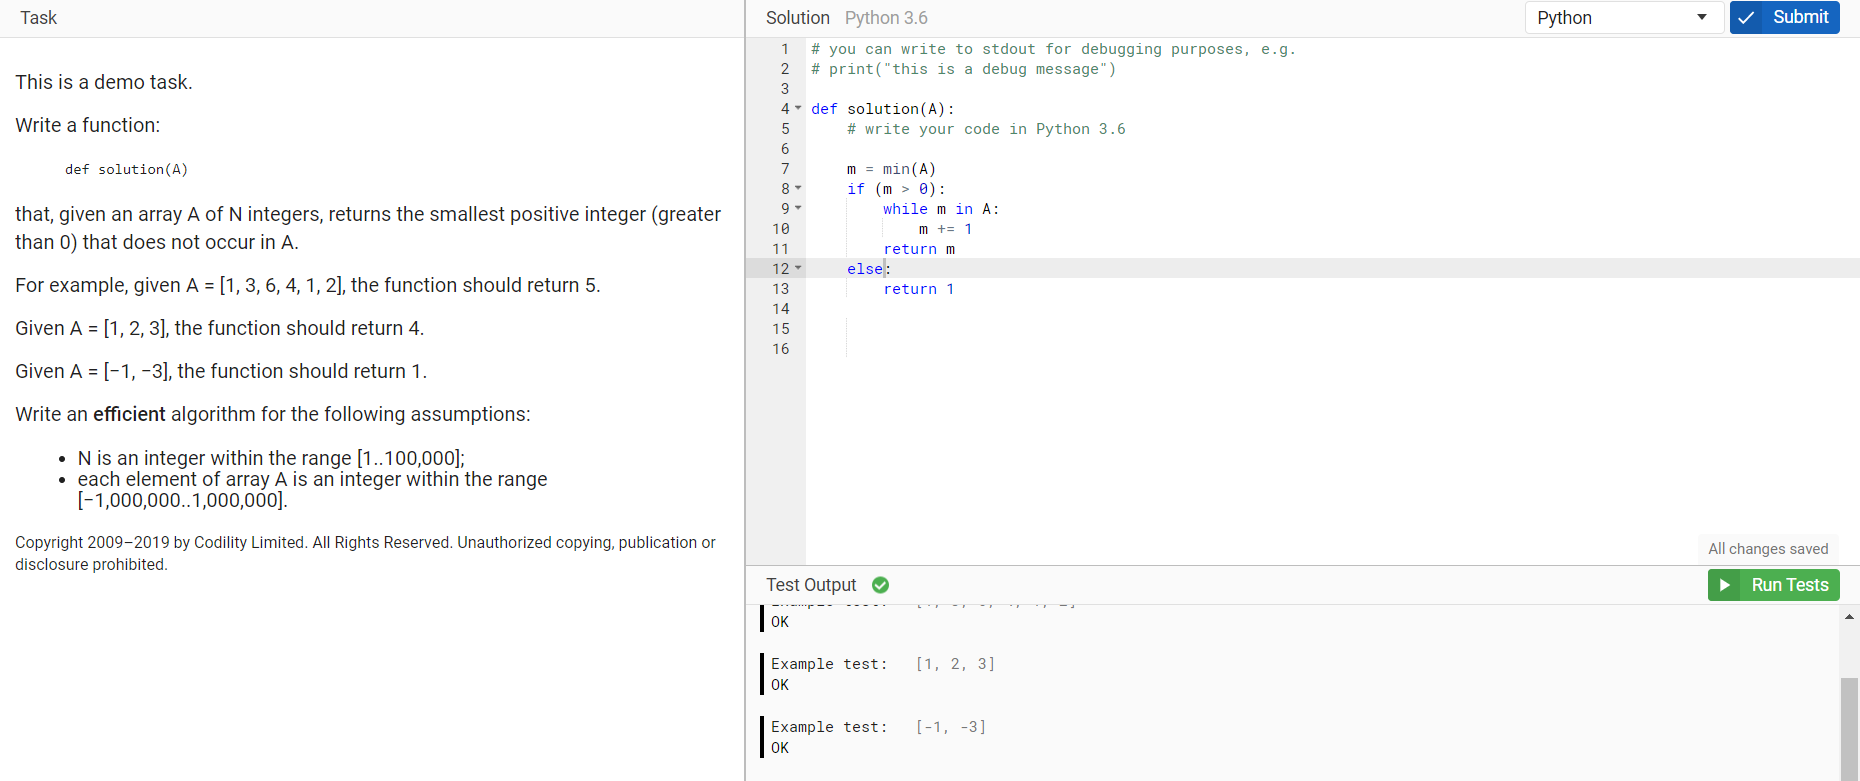 Task
This is a demo task.
Write a function:
def solution(A)
that, given an array A of N integers, returns the smallest positive integer (greater
than 0) that does not occur in A.
For example, given A = [1, 3, 6, 4, 1, 2], the function should return 5.
Given A = [1, 2, 3], the function should return 4.
Given A = [−1, −3], the function should return 1.
Write an efficient algorithm for the following assumptions:
• N is an integer within the range [1..100,000];
• each element of array A is an integer within the range
[−1,000,000..1,000,000].
Copyright 2009–2019 by Codility Limited. All Rights Reserved. Unauthorized copying, publication or
disclosure prohibited.
Solution Python 3.6
Python
Submit
1 # you can write to stdout for debugging purposes, e.g.
2 # print("this is a debug message")
3
4 def solution(A):
5 # write your code in Python 3.6
6
7 m = min(A)
8 if (m > 0):
9 while m in A:
10 m += 1
11 return m
12 else:
13 return 1
14
15
16
All changes saved
Test Output
Run Tests
OK
Example test: [1, 2, 3]
OK
Example test: [-1, -3]
OK